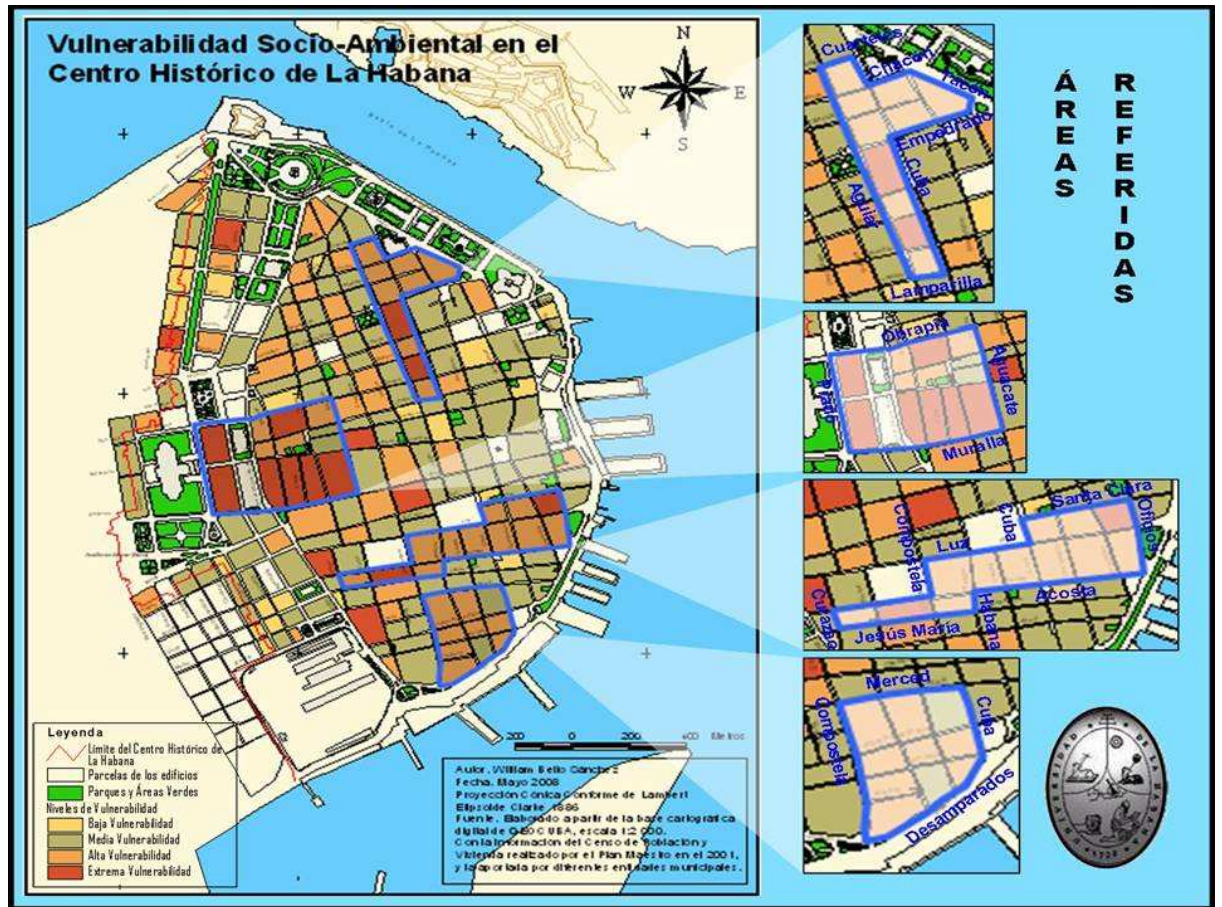 Vulnerabilidad Socio-Ambiental en el
Centro Histórico de La Habana
N
W
E
S
Leyenda
Límite del Centro Histórico de
La Habana
Parcelas de los edificios
Parques y Áreas Verdes
Niveles de Vulnerabilidad
Baja Vulnerabilidad
Media Vulnerabilidad
Alta Vulnerabilidad
Extrema Vulnerabilidad
200 0 200 400 Metros
Autor. William Bello Sánchez
Fecha. Mayo 2008
Proyección Cónica Conforme de Lambert
Elipsoide Clarke 1886
Fuente. Elaborado a partir de la base cartográfica
digital de GEOCUBA, escala 1:2 000.
Con la información del Censo de Población y
Vivienda realizado por el Plan Maestro en el 2001,
y la aportada por diferentes entidades municipales.
ÁREAS
REFERIDAS
Cuarteles
Chacón
Tacón
Empedrado
Cuba
Aguiar
Lamparilla
Obrapía
Aguacate
Prado
Muralla
Santa Clara
Oficios
Cuba
Luz
Compostela
Acosta
Habana
Jesús María
Curazao
Merced
Cuba
Compostela
Desamparados
UNIVERSIDAD DE LA HABANA
1728